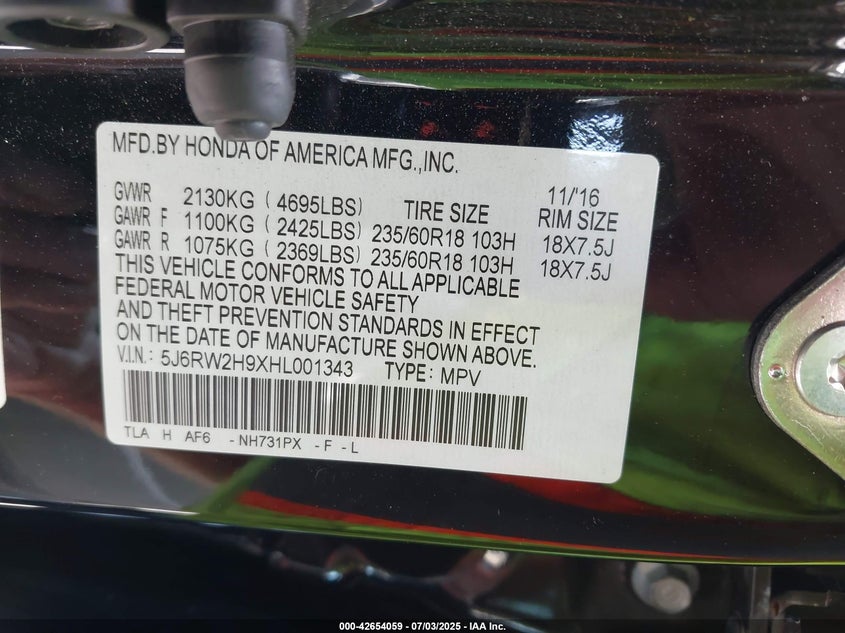 MFD.BY HONDA OF AMERICA MFG.,INC.
11/'16
GVWR 2130KG ( 4695LBS) TIRE SIZE RIM SIZE
GAWR F 1100KG ( 2425LBS) 235/60R18 103H 18X7.5J
GAWR R 1075KG ( 2369LBS) 235/60R18 103H 18X7.5J
THIS VEHICLE CONFORMS TO ALL APPLICABLE
FEDERAL MOTOR VEHICLE SAFETY
AND THEFT PREVENTION STANDARDS IN EFFECT
ON THE DATE OF MANUFACTURE SHOWN ABOVE.
V.I.N.: 5J6RW2H9XHL001343 TYPE: MPV
TLA H AF6 - NH731PX - F - L
000-42654059 - 07/03/2025 - IAA Inc.